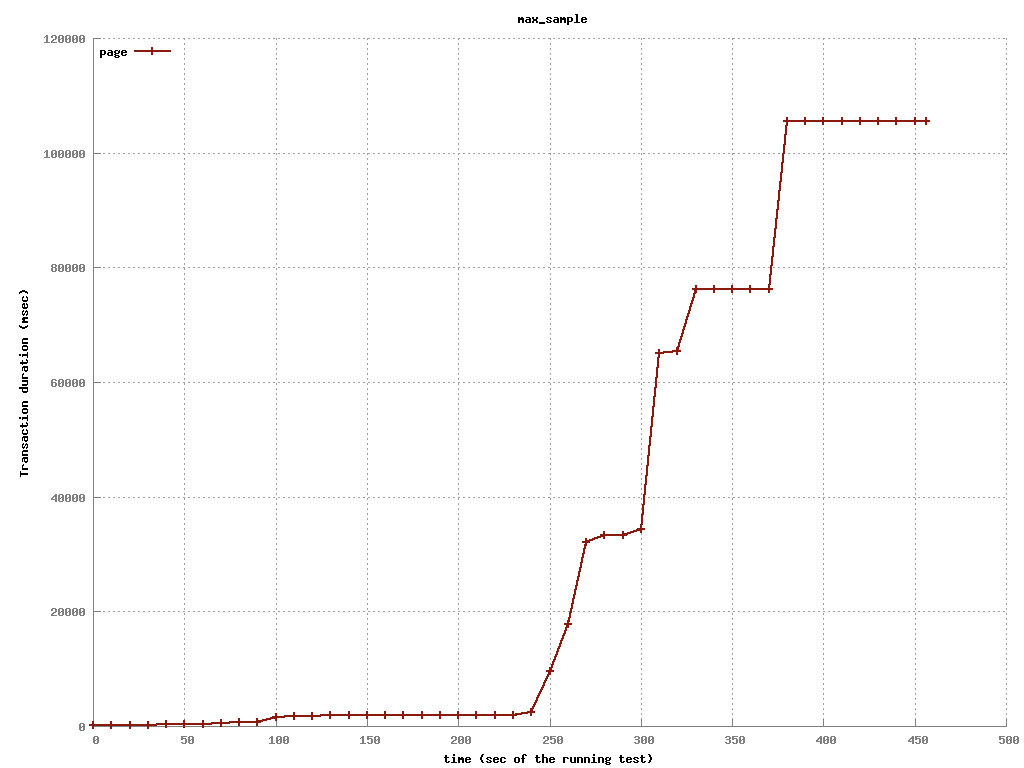 max_sample
120000
page
100000
80000
60000
40000
20000
0
Transaction duration (msec)
0 50 100 150 200 250 300 350 400 450 500
time (sec of the running test)